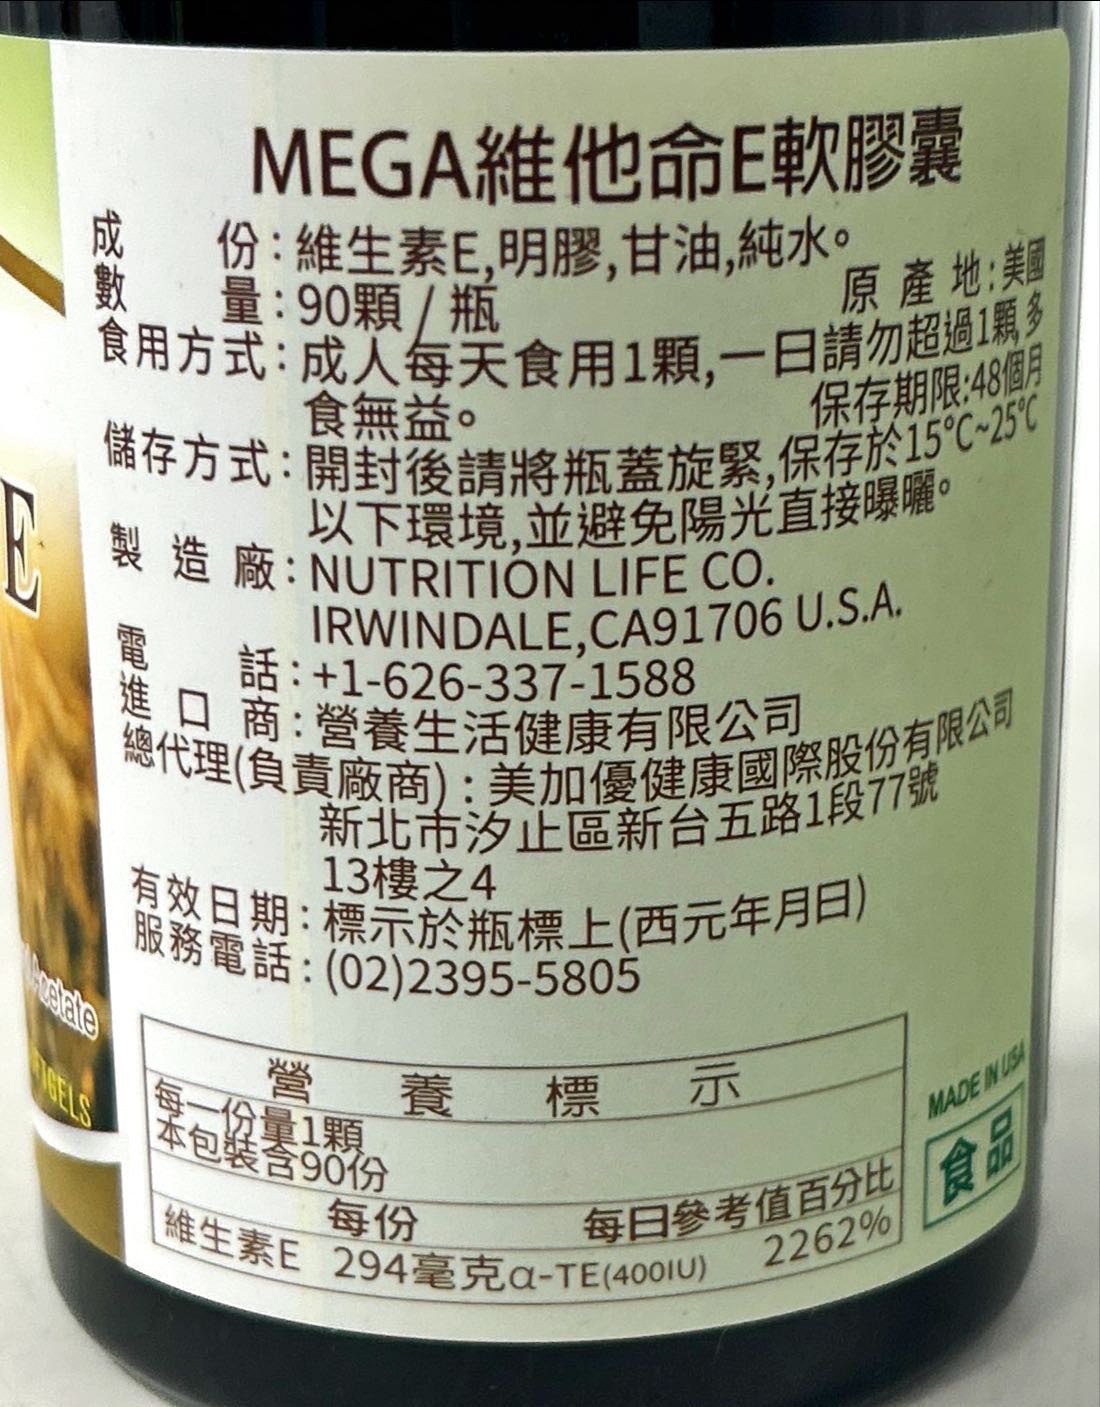 MEGA維他命E軟膠囊
成份：維生素E,明膠,甘油,純水。
數量：90顆／瓶 原產地：美國
食用方式：成人每天食用1顆,一日請勿超過1顆,多
食無益。 保存期限:48個月
儲存方式：開封後請將瓶蓋旋緊,保存於15℃~25℃
以下環境,並避免陽光直接曝曬。
製造廠：NUTRITION LIFE CO.
IRWINDALE,CA91706 U.S.A.
電話：+1-626-337-1588
進口商：營養生活健康有限公司
總代理(負責廠商)：美加優健康國際股份有限公司
新北市汐止區新台五路1段77號
13樓之4
有效日期：標示於瓶標上(西元年月日)
服務電話：(02)2395-5805
營養標示
每一份量1顆
本包裝含90份
每份 每日參考值百分比
維生素E 294毫克α-TE(400IU) 2262%
MADE IN USA
食品
E
Acetate